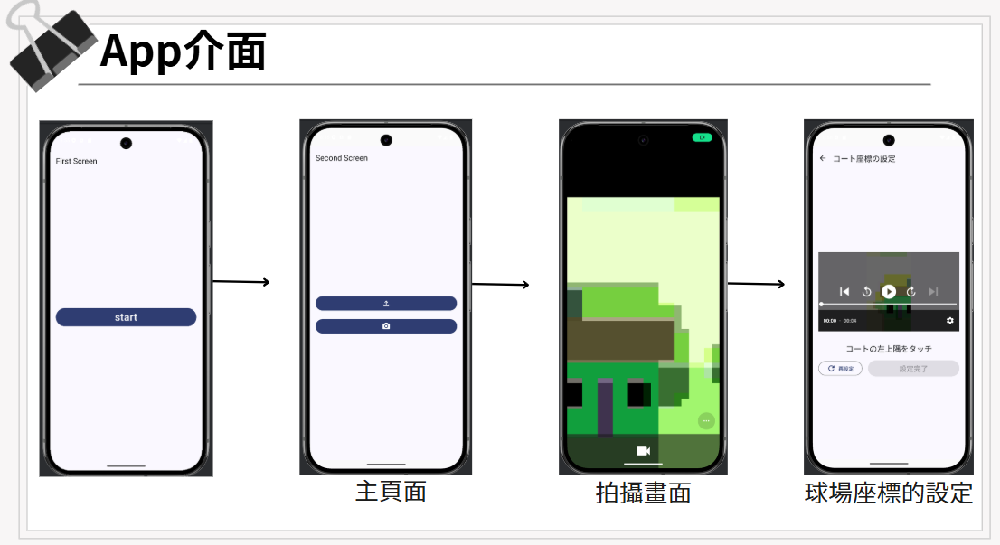 App介面
First Screen
start
Second Screen
主頁面
拍攝畫面
コート座標の設定
00:00 · 00:04
コートの左上隅をタッチ
再設定
設定完了
球場座標的設定